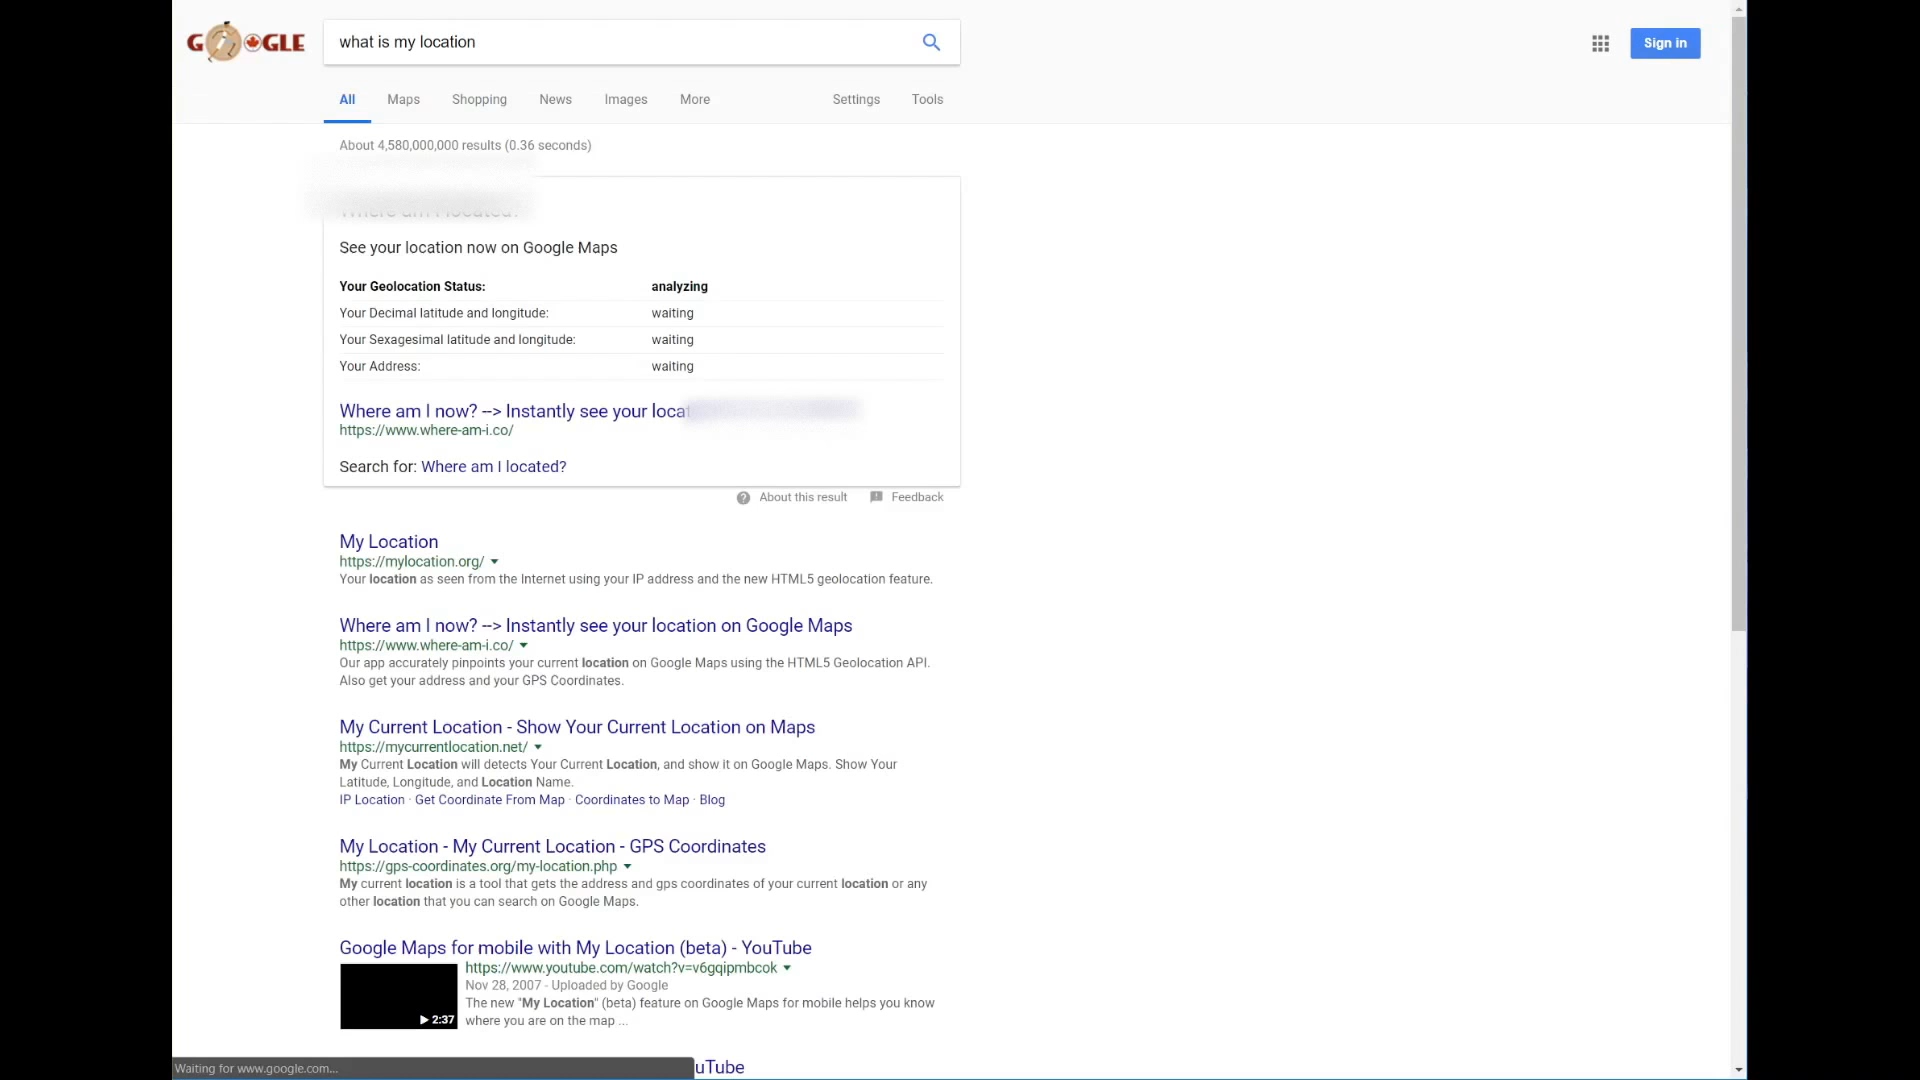 GOOGLE
what is my location
Sign in
All Maps Shopping News Images More Settings Tools
About 4,580,000,000 results (0.36 seconds)
See your location now on Google Maps
Your Geolocation Status: analyzing
Your Decimal latitude and longitude: waiting
Your Sexagesimal latitude and longitude: waiting
Your Address: waiting
Where am I now? --> Instantly see your
https://www.where-am-i.co/
Search for: Where am I located?
About this result Feedback
My Location
https://mylocation.org/
Your location as seen from the Internet using your IP address and the new HTML5 geolocation feature.
Where am I now? --> Instantly see your location on Google Maps
https://www.where-am-i.co/
Our app accurately pinpoints your current location on Google Maps using the HTML5 Geolocation API.
Also get your address and your GPS Coordinates.
My Current Location - Show Your Current Location on Maps
https://mycurrentlocation.net/
My Current Location will detects Your Current Location, and show it on Google Maps. Show Your
Latitude, Longitude, and Location Name.
IP Location · Get Coordinate From Map · Coordinates to Map · Blog
My Location - My Current Location - GPS Coordinates
https://gps-coordinates.org/my-location.php
My current location is a tool that gets the address and gps coordinates of your current location or any
other location that you can search on Google Maps.
Google Maps for mobile with My Location (beta) - YouTube
https://www.youtube.com/watch?v=v6gqipmbcok
Nov 28, 2007 - Uploaded by Google
The new "My Location" (beta) feature on Google Maps for mobile helps you know
where you are on the map ...
2:37
Waiting for www.google.com...
uTube